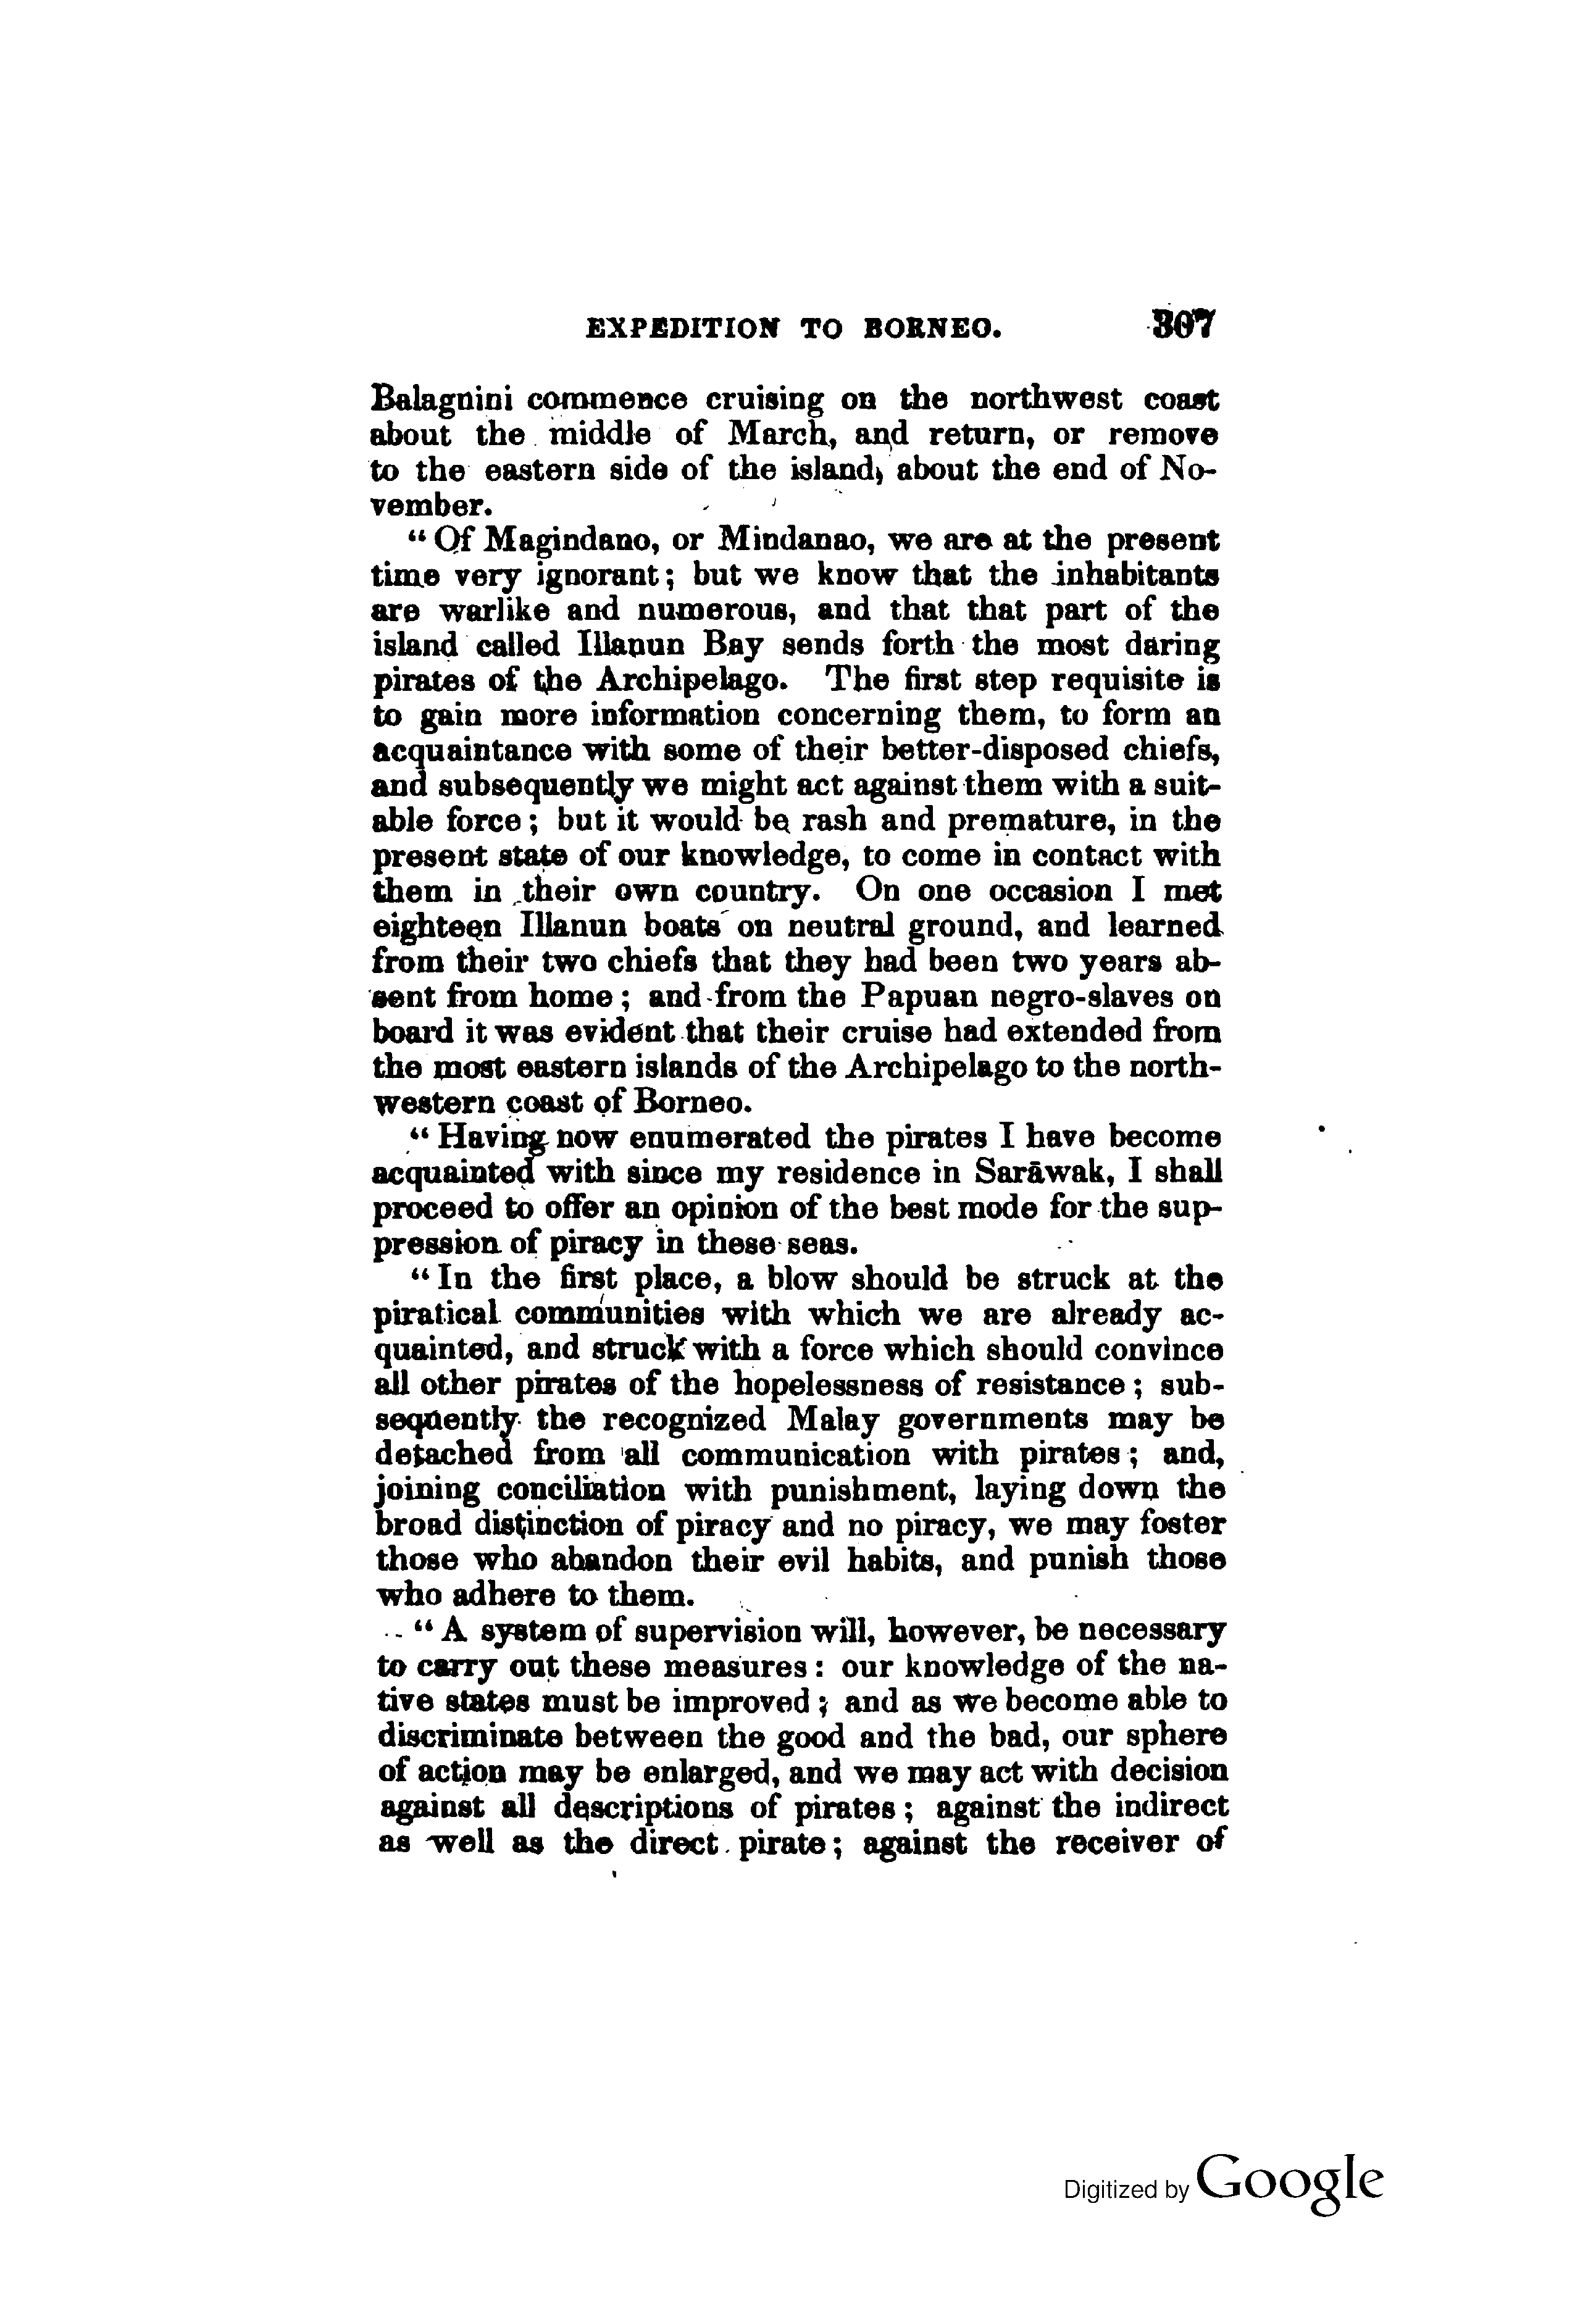 EXPEDITION TO BORNEO. 307
Balagnini commence cruising on the northwest coast
about the middle of March, and return, or remove
to the eastern side of the island, about the end of No-
vember.
“Of Magindano, or Mindanao, we are at the present
time very ignorant; but we know that the inhabitants
are warlike and numerous, and that that part of the
island called Illanun Bay sends forth the most daring
pirates of the Archipelago. The first step requisite is
to gain more information concerning them, to form an
acquaintance with some of their better-disposed chiefs,
and subsequently we might act against them with a suit-
able force; but it would be rash and premature, in the
present state of our knowledge, to come in contact with
them in their own country. On one occasion I met
eighteen Illanun boats on neutral ground, and learned
from their two chiefs that they had been two years ab-
sent from home; and from the Papuan negro-slaves on
board it was evident that their cruise had extended from
the most eastern islands of the Archipelago to the north-
western coast of Borneo.
“Having now enumerated the pirates I have become
acquainted with since my residence in Sarāwak, I shall
proceed to offer an opinion of the best mode for the sup-
pression of piracy in these seas.
“In the first place, a blow should be struck at the
piratical communities with which we are already ac-
quainted, and struck with a force which should convince
all other pirates of the hopelessness of resistance; sub-
sequently the recognized Malay governments may be
detached from all communication with pirates; and,
joining conciliation with punishment, laying down the
broad distinction of piracy and no piracy, we may foster
those who abandon their evil habits, and punish those
who adhere to them.
“A system of supervision will, however, be necessary
to carry out these measures: our knowledge of the na-
tive states must be improved; and as we become able to
discriminate between the good and the bad, our sphere
of action may be enlarged, and we may act with decision
against all descriptions of pirates; against the indirect
as well as the direct pirate; against the receiver of
Digitized by Google